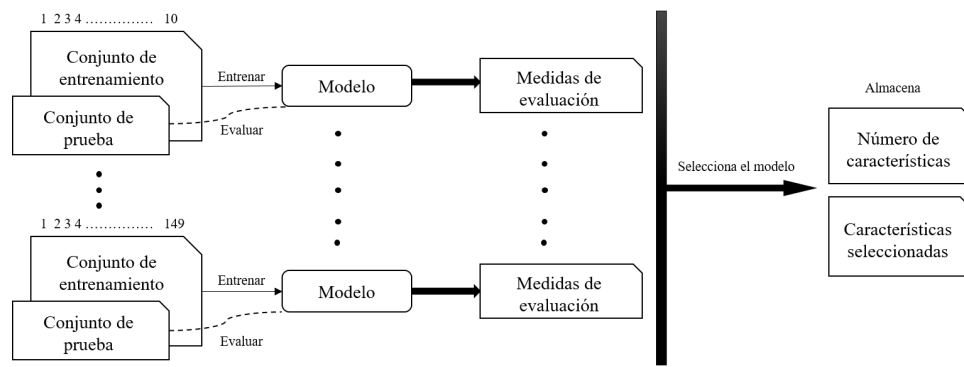 1 2 3 4 …………… 10
Conjunto de
entrenamiento
Conjunto de
prueba
Entrenar
Evaluar
Modelo
Medidas de
evaluación
1 2 3 4 …………… 149
Conjunto de
entrenamiento
Conjunto de
prueba
Entrenar
Evaluar
Modelo
Medidas de
evaluación
Selecciona el modelo
Almacena
Número de
característícas
Características
seleccionadas